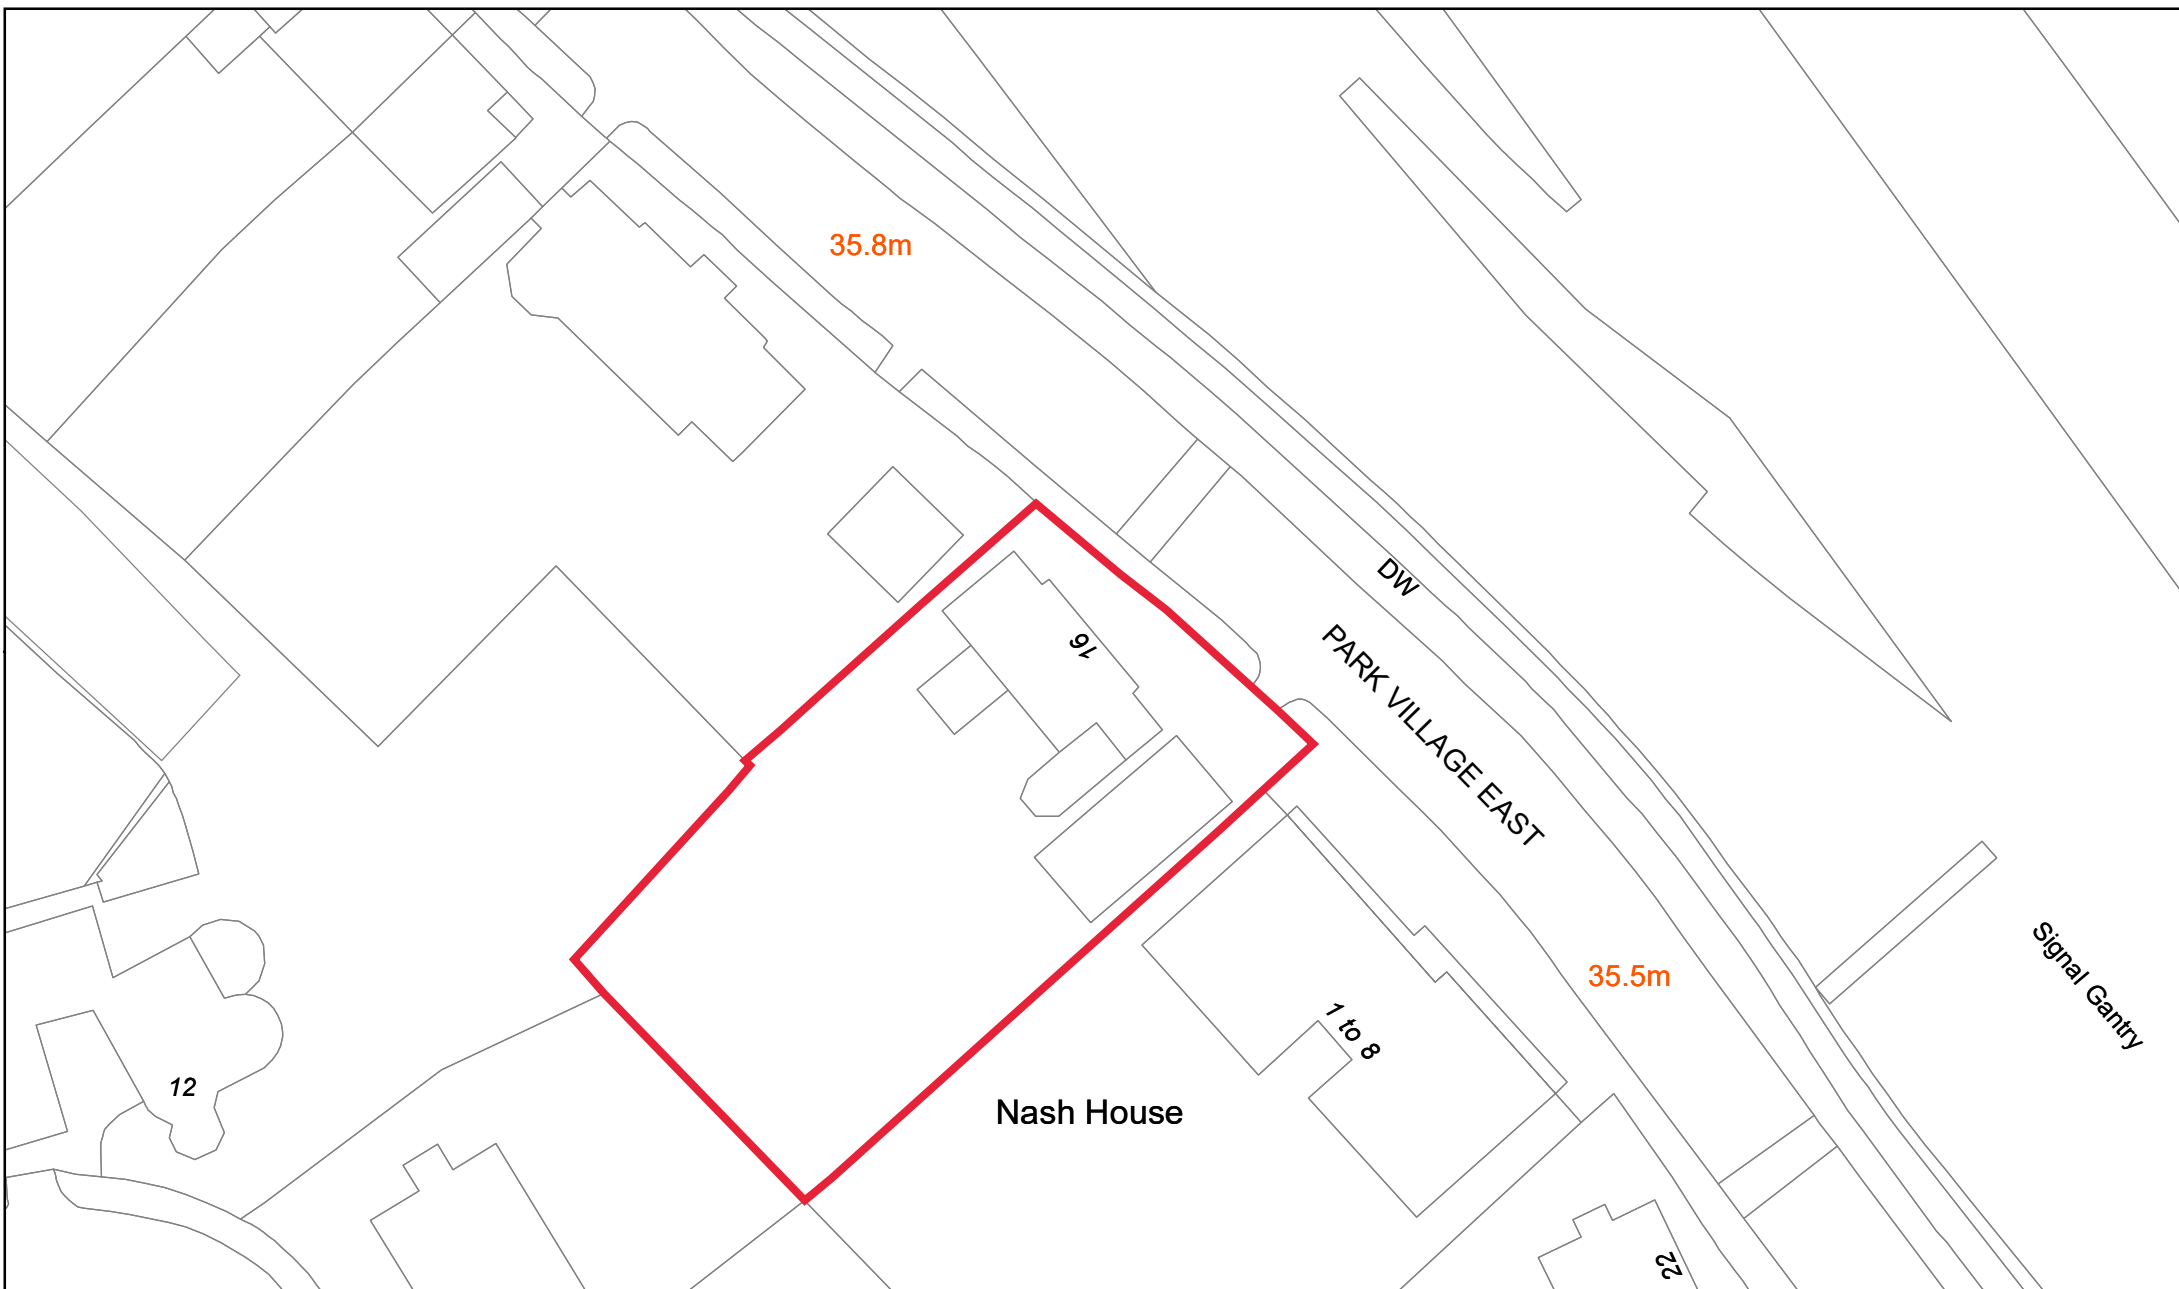 35.8m
DW
16
PARK VILLAGE EAST
35.5m
Signal Gantry
1 to 8
12
Nash House
22